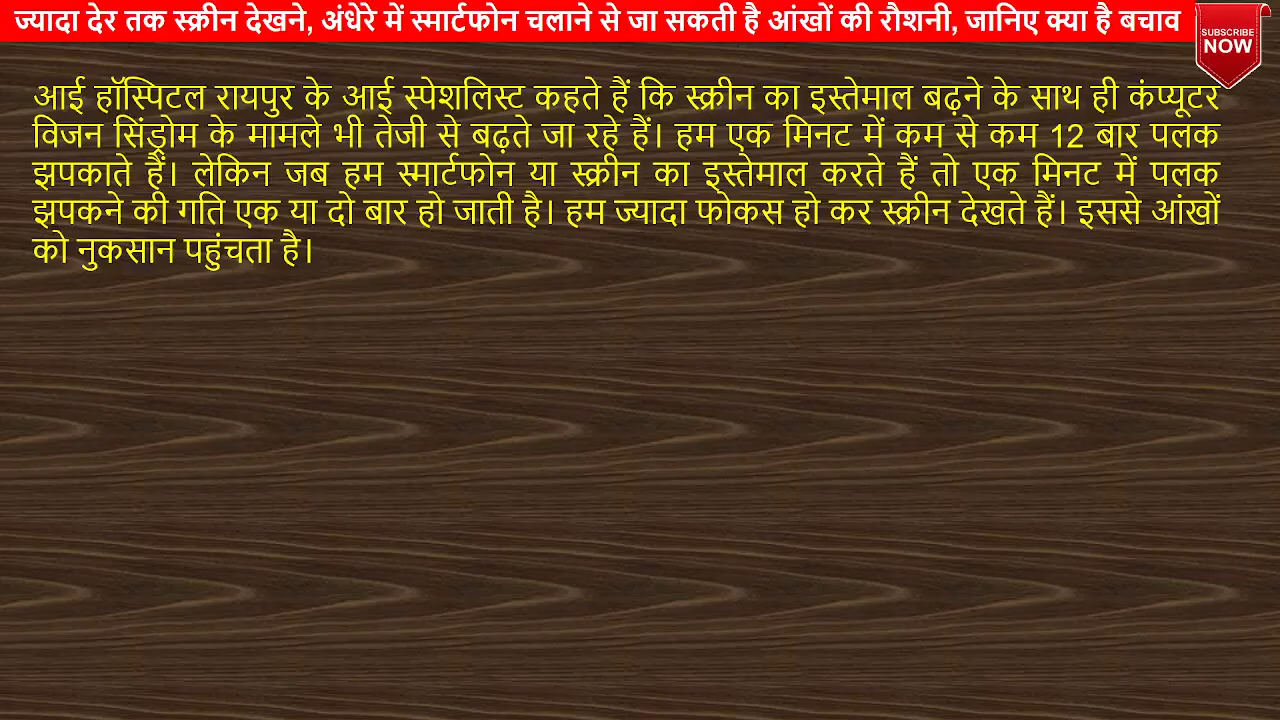 ज्यादा देर तक स्क्रीन देखने, अंधेरे में स्मार्टफोन चलाने से जा सकती है आंखों की रौशनी, जानिए क्या है बचाव
SUBSCRIBE
NOW
आई हॉस्पिटल रायपुर के आई स्पेशलिस्ट कहते हैं कि स्क्रीन का इस्तेमाल बढ़ने के साथ ही कंप्यूटर
विजन सिंड्रोम के मामले भी तेजी से बढ़ते जा रहे हैं। हम एक मिनट में कम से कम 12 बार पलक
झपकाते हैं। लेकिन जब हम स्मार्टफोन या स्क्रीन का इस्तेमाल करते हैं तो एक मिनट में पलक
झपकने की गति एक या दो बार हो जाती है। हम ज्यादा फोकस हो कर स्क्रीन देखते हैं। इससे आंखों
को नुकसान पहुंचता है।